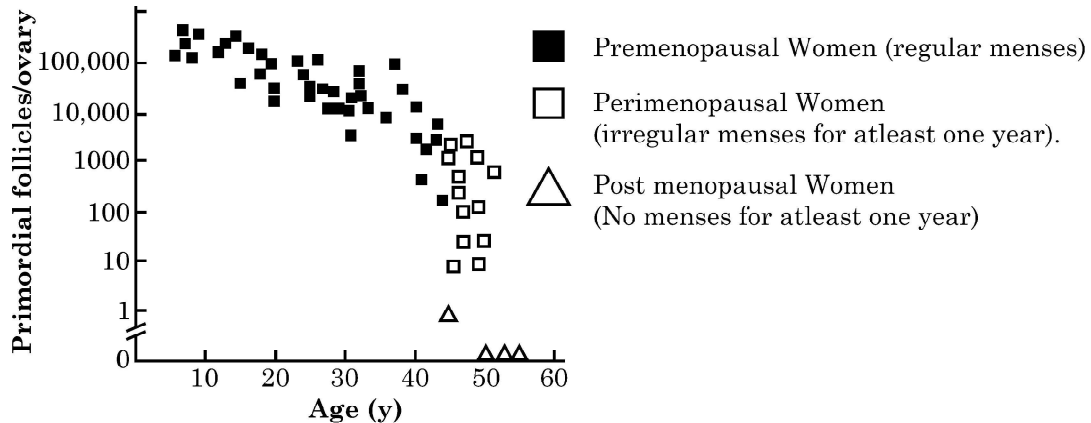 Primordial follicles/ovary
100,000
10,000
1000
100
10
1
0
10 20 30 40 50 60
Age (y)
Premenopausal Women (regular menses)
Perimenopausal Women
(irregular menses for atleast one year).
Post menopausal Women
(No menses for atleast one year)